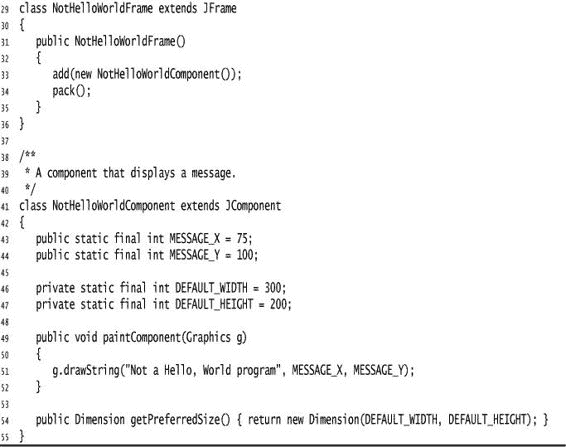 29 class NotHelloWorldFrame extends JFrame
30 {
31    public NotHelloWorldFrame()
32    {
33       add(new NotHelloWorldComponent());
34       pack();
35    }
36 }
37
38 /**
39  * A component that displays a message.
40  */
41 class NotHelloWorldComponent extends JComponent
42 {
43    public static final int MESSAGE_X = 75;
44    public static final int MESSAGE_Y = 100;
45
46    private static final int DEFAULT_WIDTH = 300;
47    private static final int DEFAULT_HEIGHT = 200;
48
49    public void paintComponent(Graphics g)
50    {
51       g.drawString("Not a Hello, World program", MESSAGE_X, MESSAGE_Y);
52    }
53
54    public Dimension getPreferredSize() { return new Dimension(DEFAULT_WIDTH, DEFAULT_HEIGHT); }
55 }